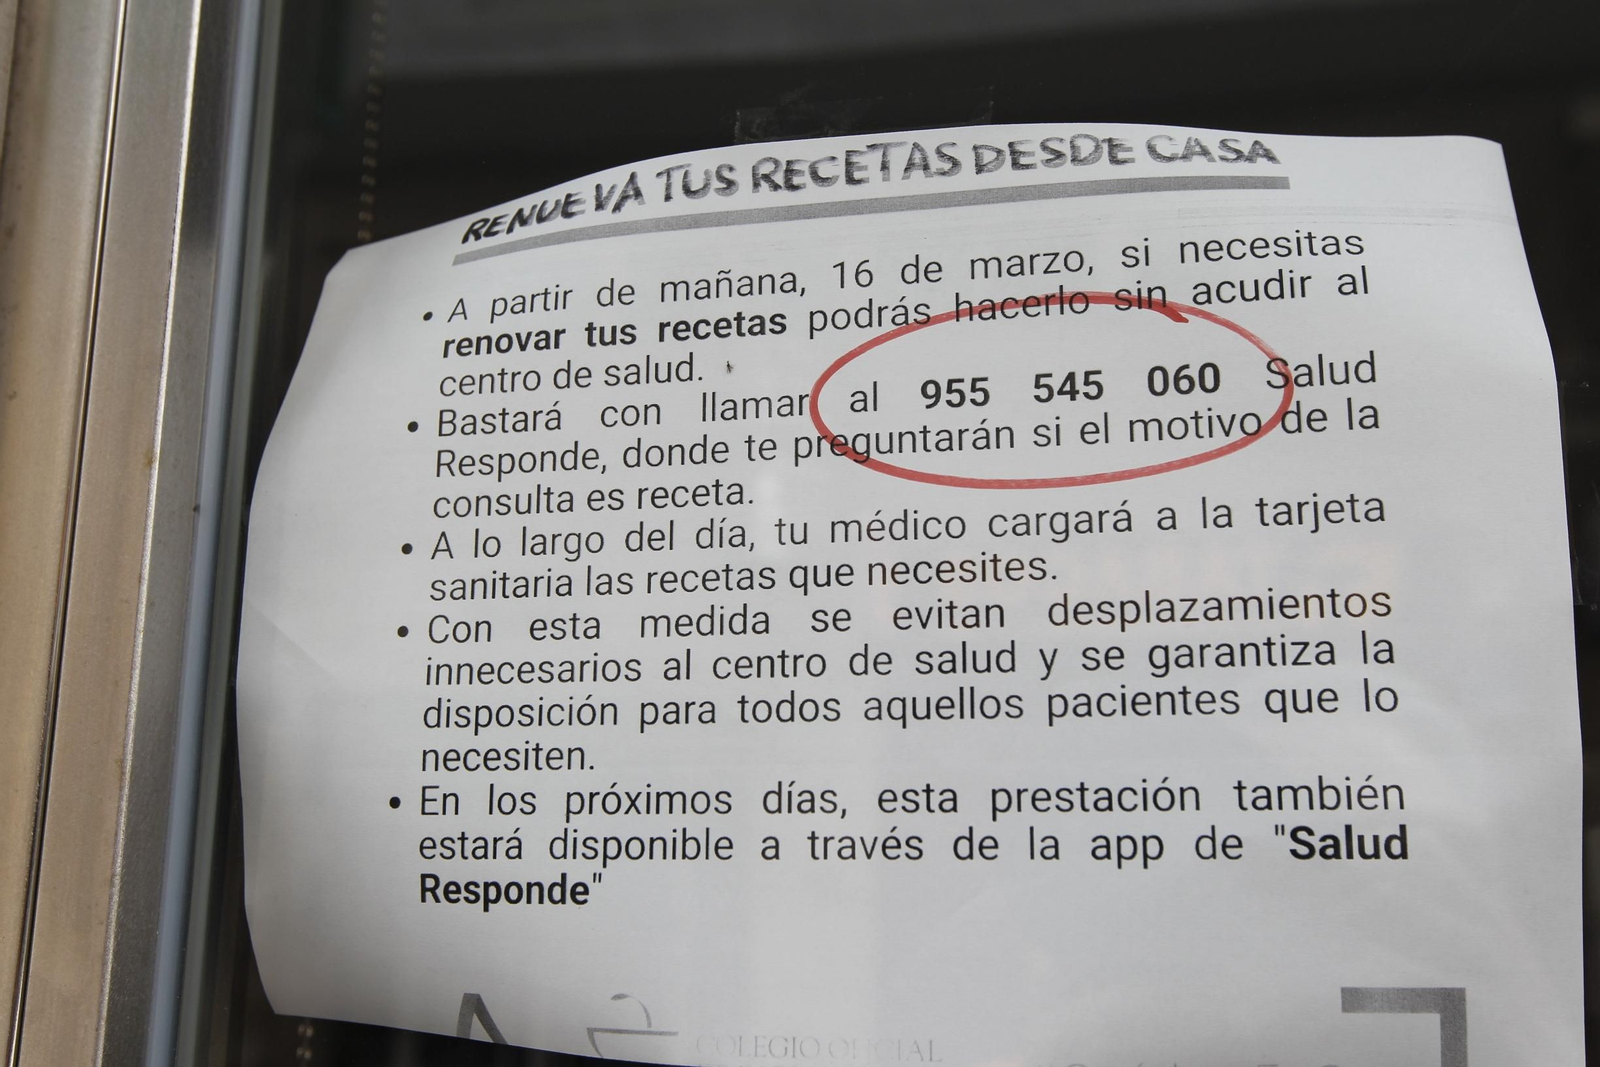 RENUEVA TUS RECETAS DESDE CASA
• A partir de mañana, 16 de marzo, si necesitas
renovar tus recetas podrás hacerlo sin acudir al
centro de salud.
• Bastará con llamar al 955 545 060 Salud
Responde, donde te preguntarán si el motivo de la
consulta es receta.
• A lo largo del día, tu médico cargará a la tarjeta
sanitaria las recetas que necesites.
• Con esta medida se evitan desplazamientos
innecesarios al centro de salud y se garantiza la
disposición para todos aquellos pacientes que lo
necesiten.
• En los próximos días, esta prestación también
estará disponible a través de la app de "Salud
Responde"
COLEGIO OFICIAL